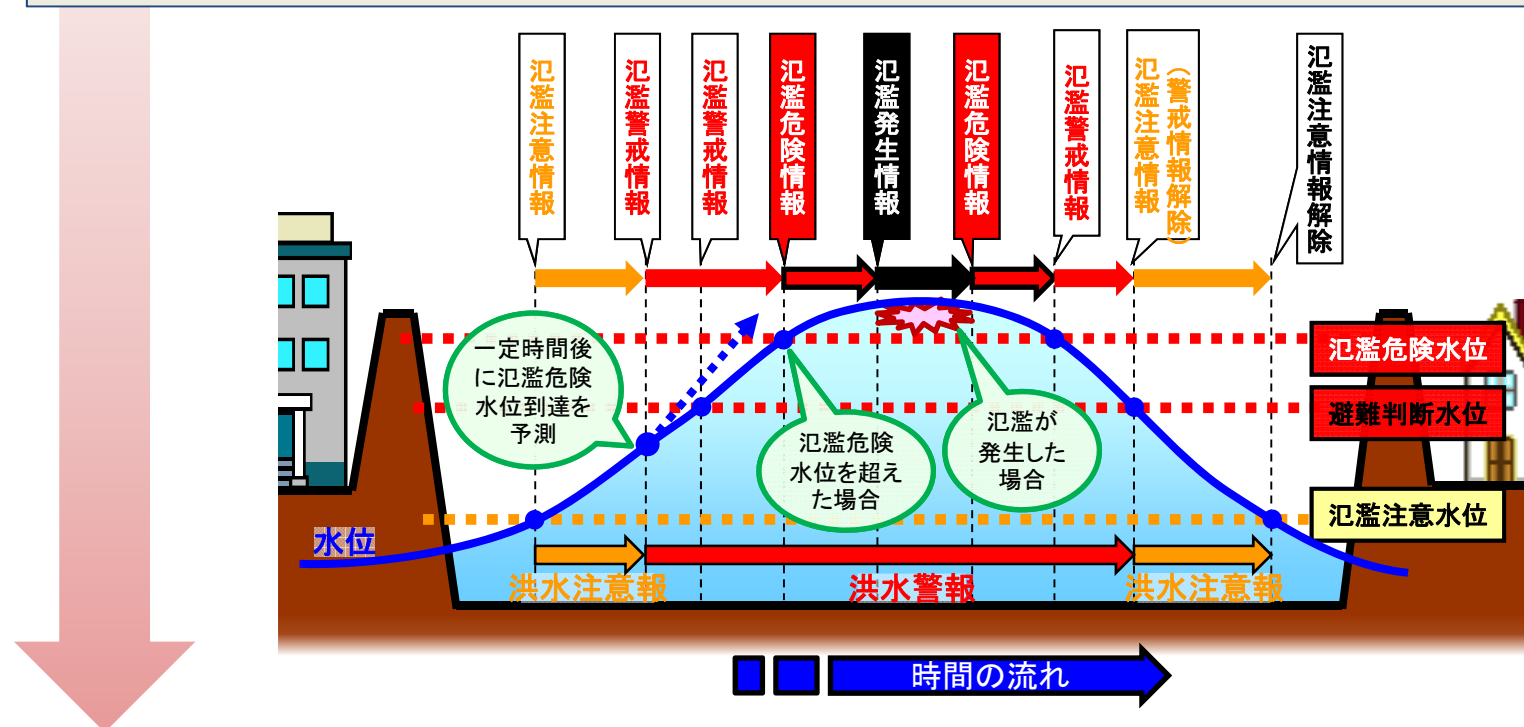 氾濫注意情報
氾濫警戒情報
氾濫警戒情報
氾濫危険情報
氾濫発生情報
氾濫危険情報
氾濫警戒情報
氾濫注意情報
(警戒情報解除)
氾濫注意情報解除
一定時間後
に氾濫危険
水位到達を
予測
氾濫危険
水位を超え
た場合
氾濫が
発生した
場合
氾濫危険水位
避難判断水位
氾濫注意水位
水位
洪水注意報
洪水警報
洪水注意報
時間の流れ